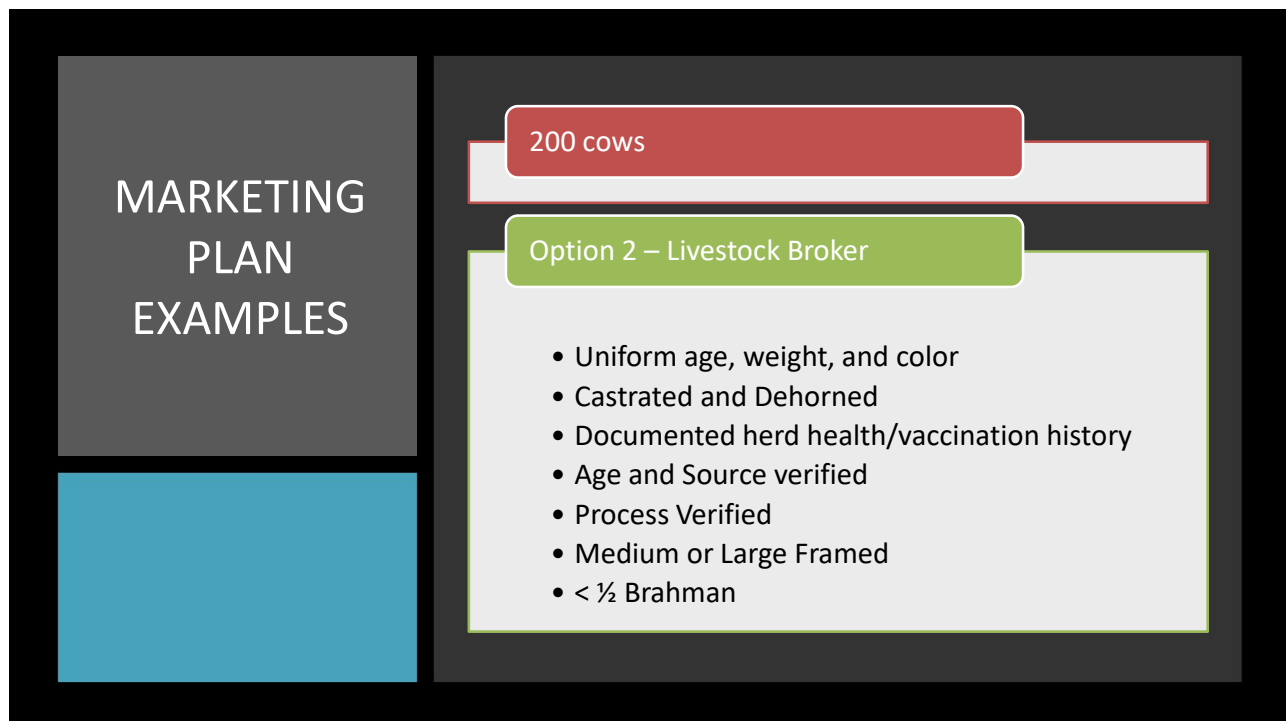 MARKETING
PLAN
EXAMPLES
200 cows
Option 2 – Livestock Broker
• Uniform age, weight, and color
• Castrated and Dehorned
• Documented herd health/vaccination history
• Age and Source verified
• Process Verified
• Medium or Large Framed
• < ½ Brahman